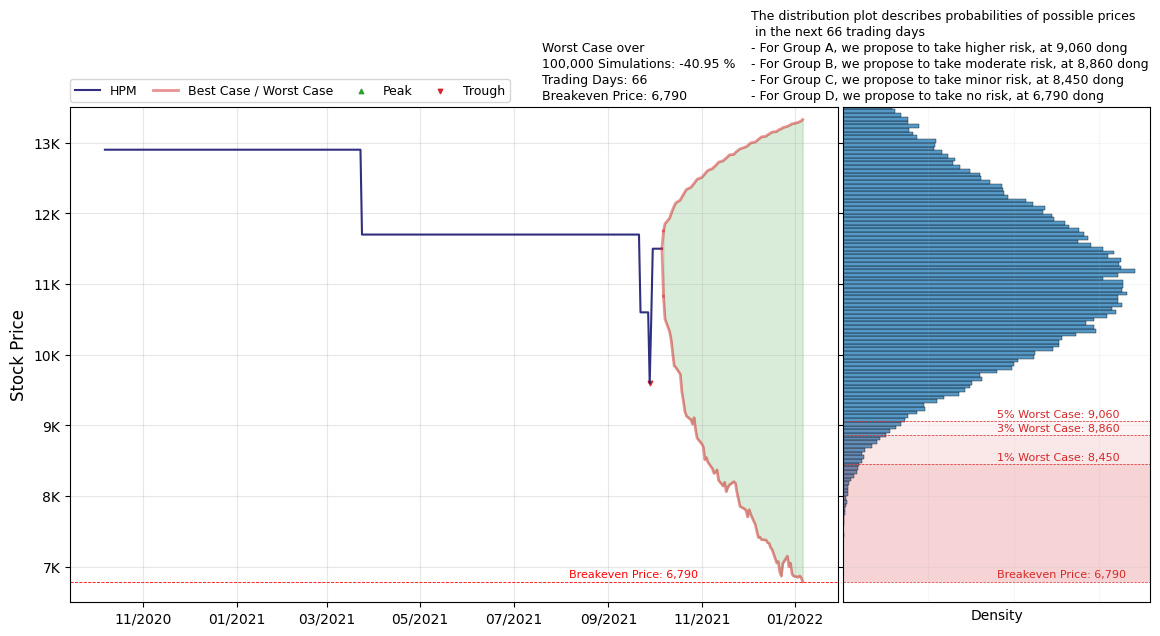 The distribution plot describes probabilities of possible prices
in the next 66 trading days
- For Group A, we propose to take higher risk, at 9,060 dong
- For Group B, we propose to take moderate risk, at 8,860 dong
- For Group C, we propose to take minor risk, at 8,450 dong
- For Group D, we propose to take no risk, at 6,790 dong
Worst Case over
100,000 Simulations: -40.95 %
Trading Days: 66
Breakeven Price: 6,790
HPM
Best Case / Worst Case
Peak
Trough
Stock Price
13K
12K
11K
10K
9K
8K
7K
Breakeven Price: 6,790
11/2020
01/2021
03/2021
05/2021
07/2021
09/2021
11/2021
01/2022
5% Worst Case: 9,060
3% Worst Case: 8,860
1% Worst Case: 8,450
Breakeven Price: 6,790
Density